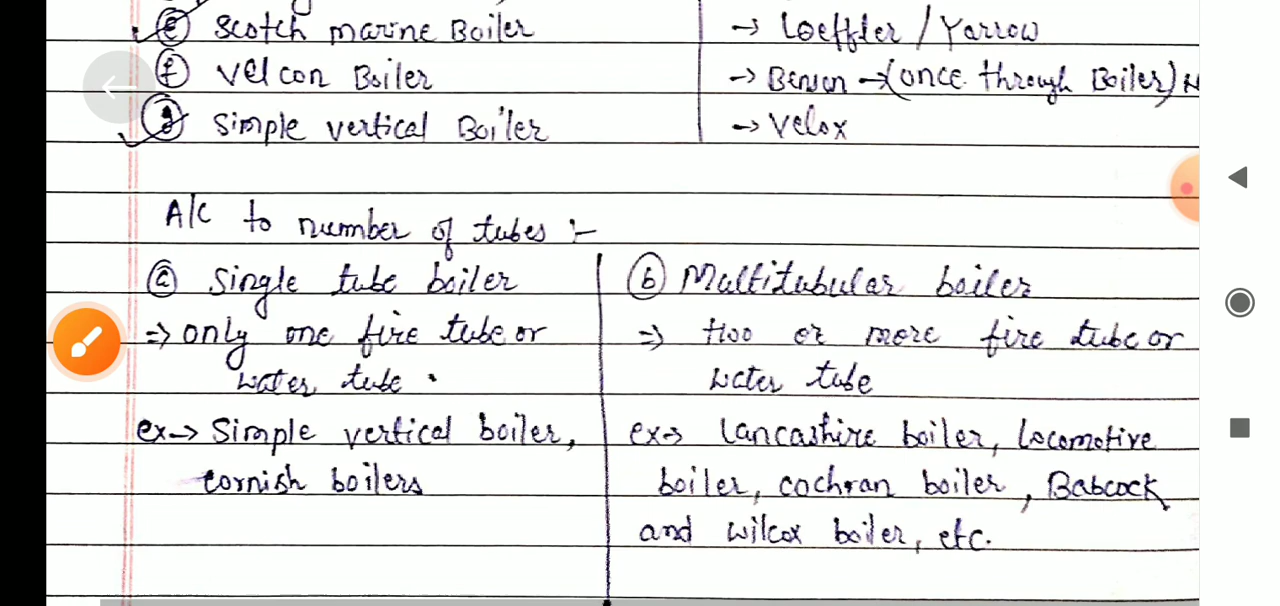 ⓔ Scotch marine Boiler → Loeffler / Yarrow
ⓕ Velcon Boiler → Benson → (once through Boiler)
ⓖ Simple vertical Boiler → Velox
A/C to number of tubes :-
ⓐ Single tube boiler
⇒ only one fire tube or
water tube.
ex→ Simple vertical boiler,
cornish boilers
ⓑ Multitubular boiler
⇒ two or more fire tube or
water tube
ex→ Lancashire boiler, Locomotive
boiler, cochran boiler, Babcock
and wilcox boiler, etc.